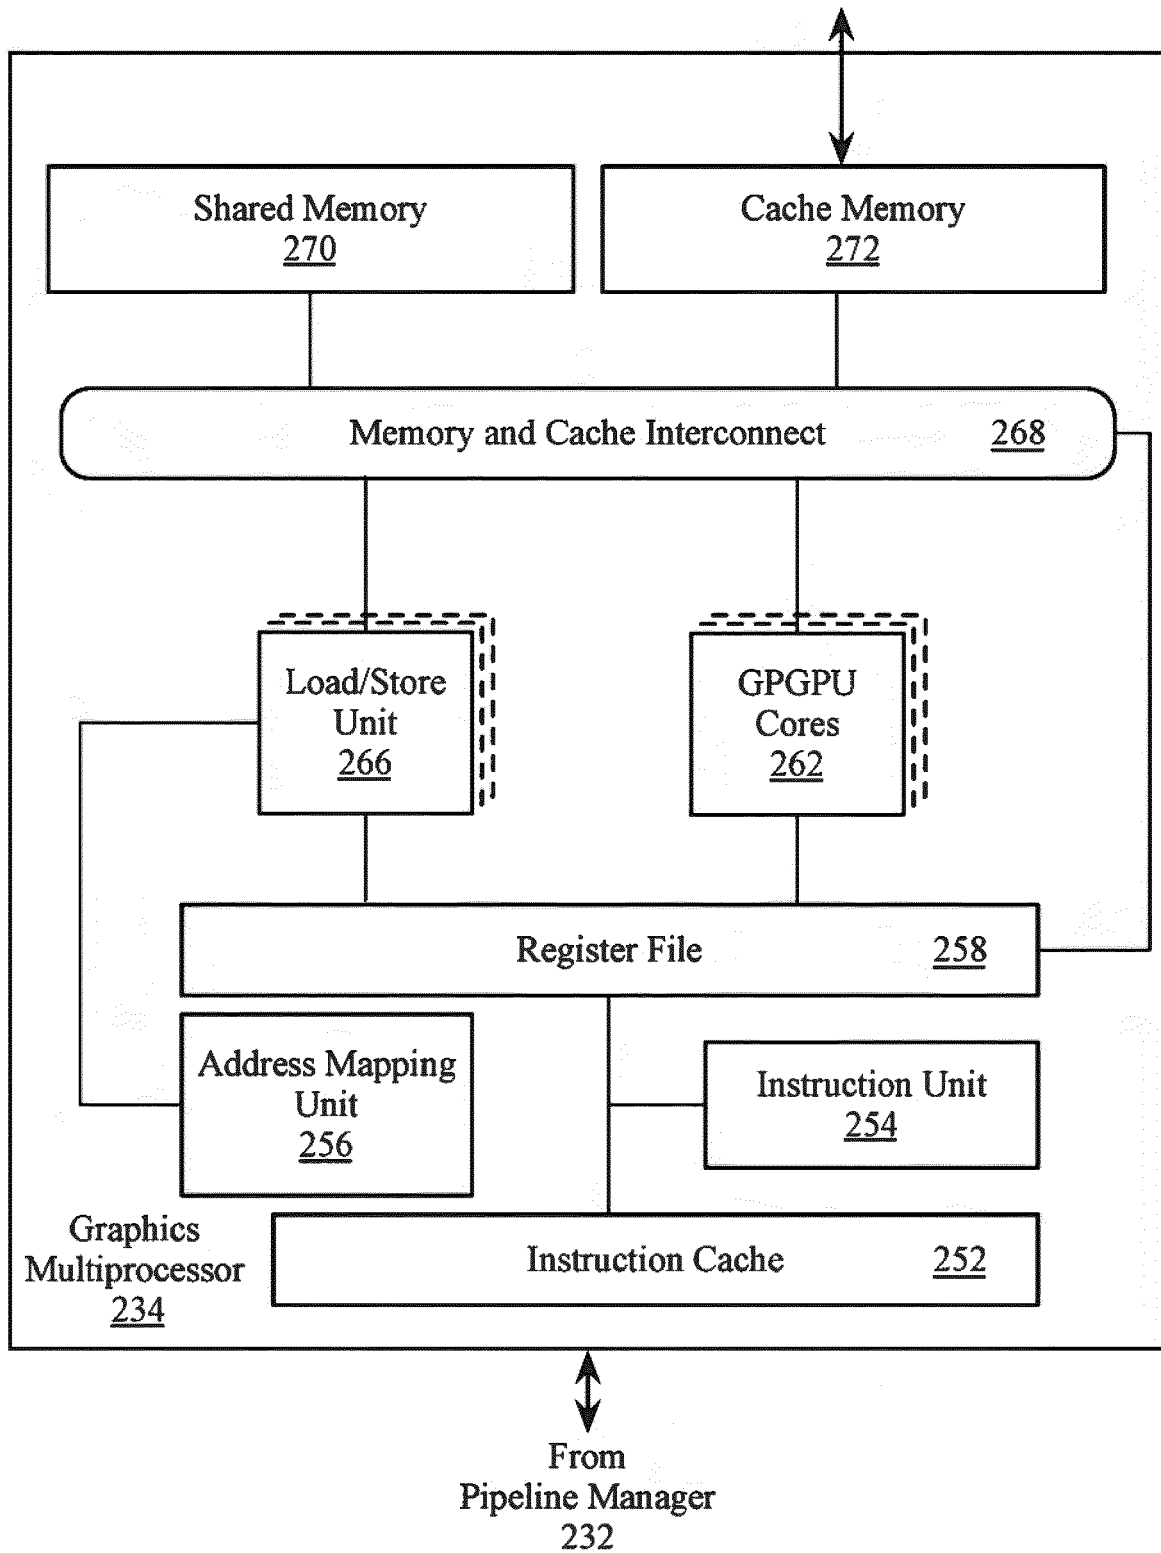 Shared Memory
270
Cache Memory
272
Memory and Cache Interconnect 268
Load/Store
Unit
266
GPGPU
Cores
262
Register File 258
Address Mapping
Unit
256
Instruction Unit
254
Graphics
Multiprocessor
234
Instruction Cache 252
From
Pipeline Manager
232